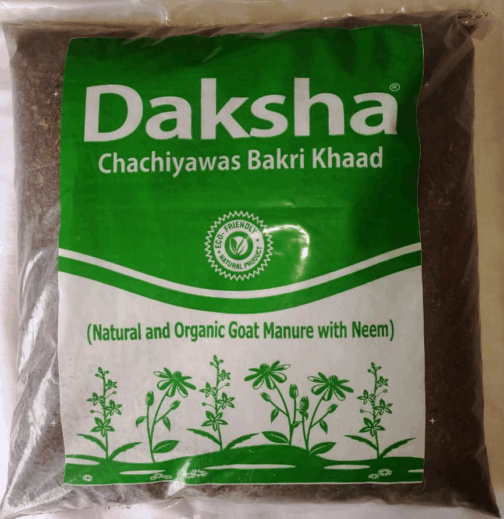 Daksha®
Chachiyawas Bakri Khaad
ECO-FRIENDLY
NATURAL PRODUCT
(Natural and Organic Goat Manure with Neem)